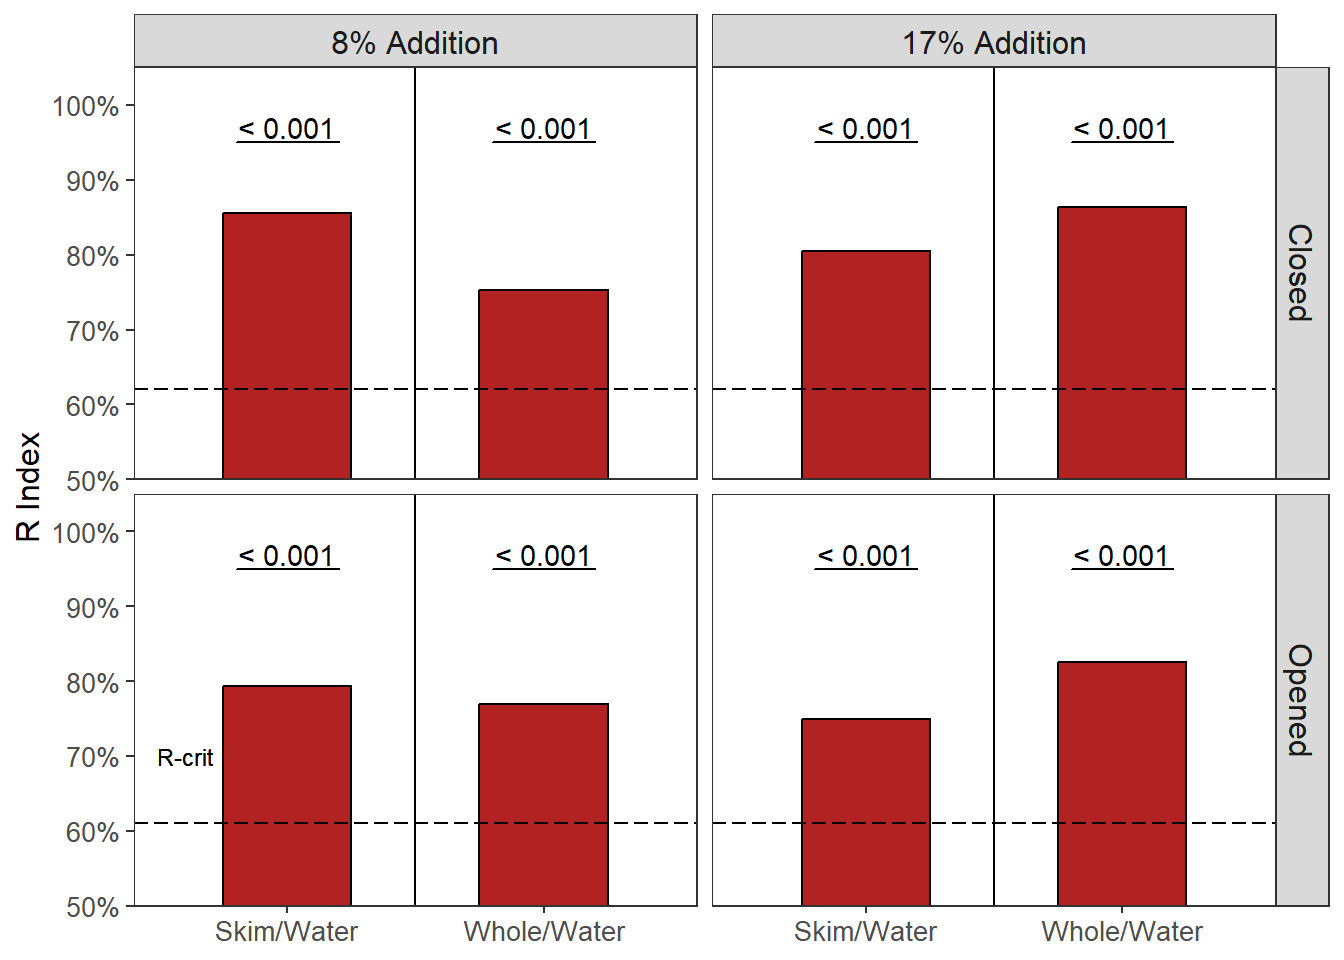 8% Addition
17% Addition
100%
90%
80%
70%
60%
50%
< 0.001
< 0.001
< 0.001
< 0.001
Closed
R Index
100%
90%
80%
70%
60%
50%
< 0.001
< 0.001
< 0.001
< 0.001
R-crit
Opened
Skim/Water
Whole/Water
Skim/Water
Whole/Water